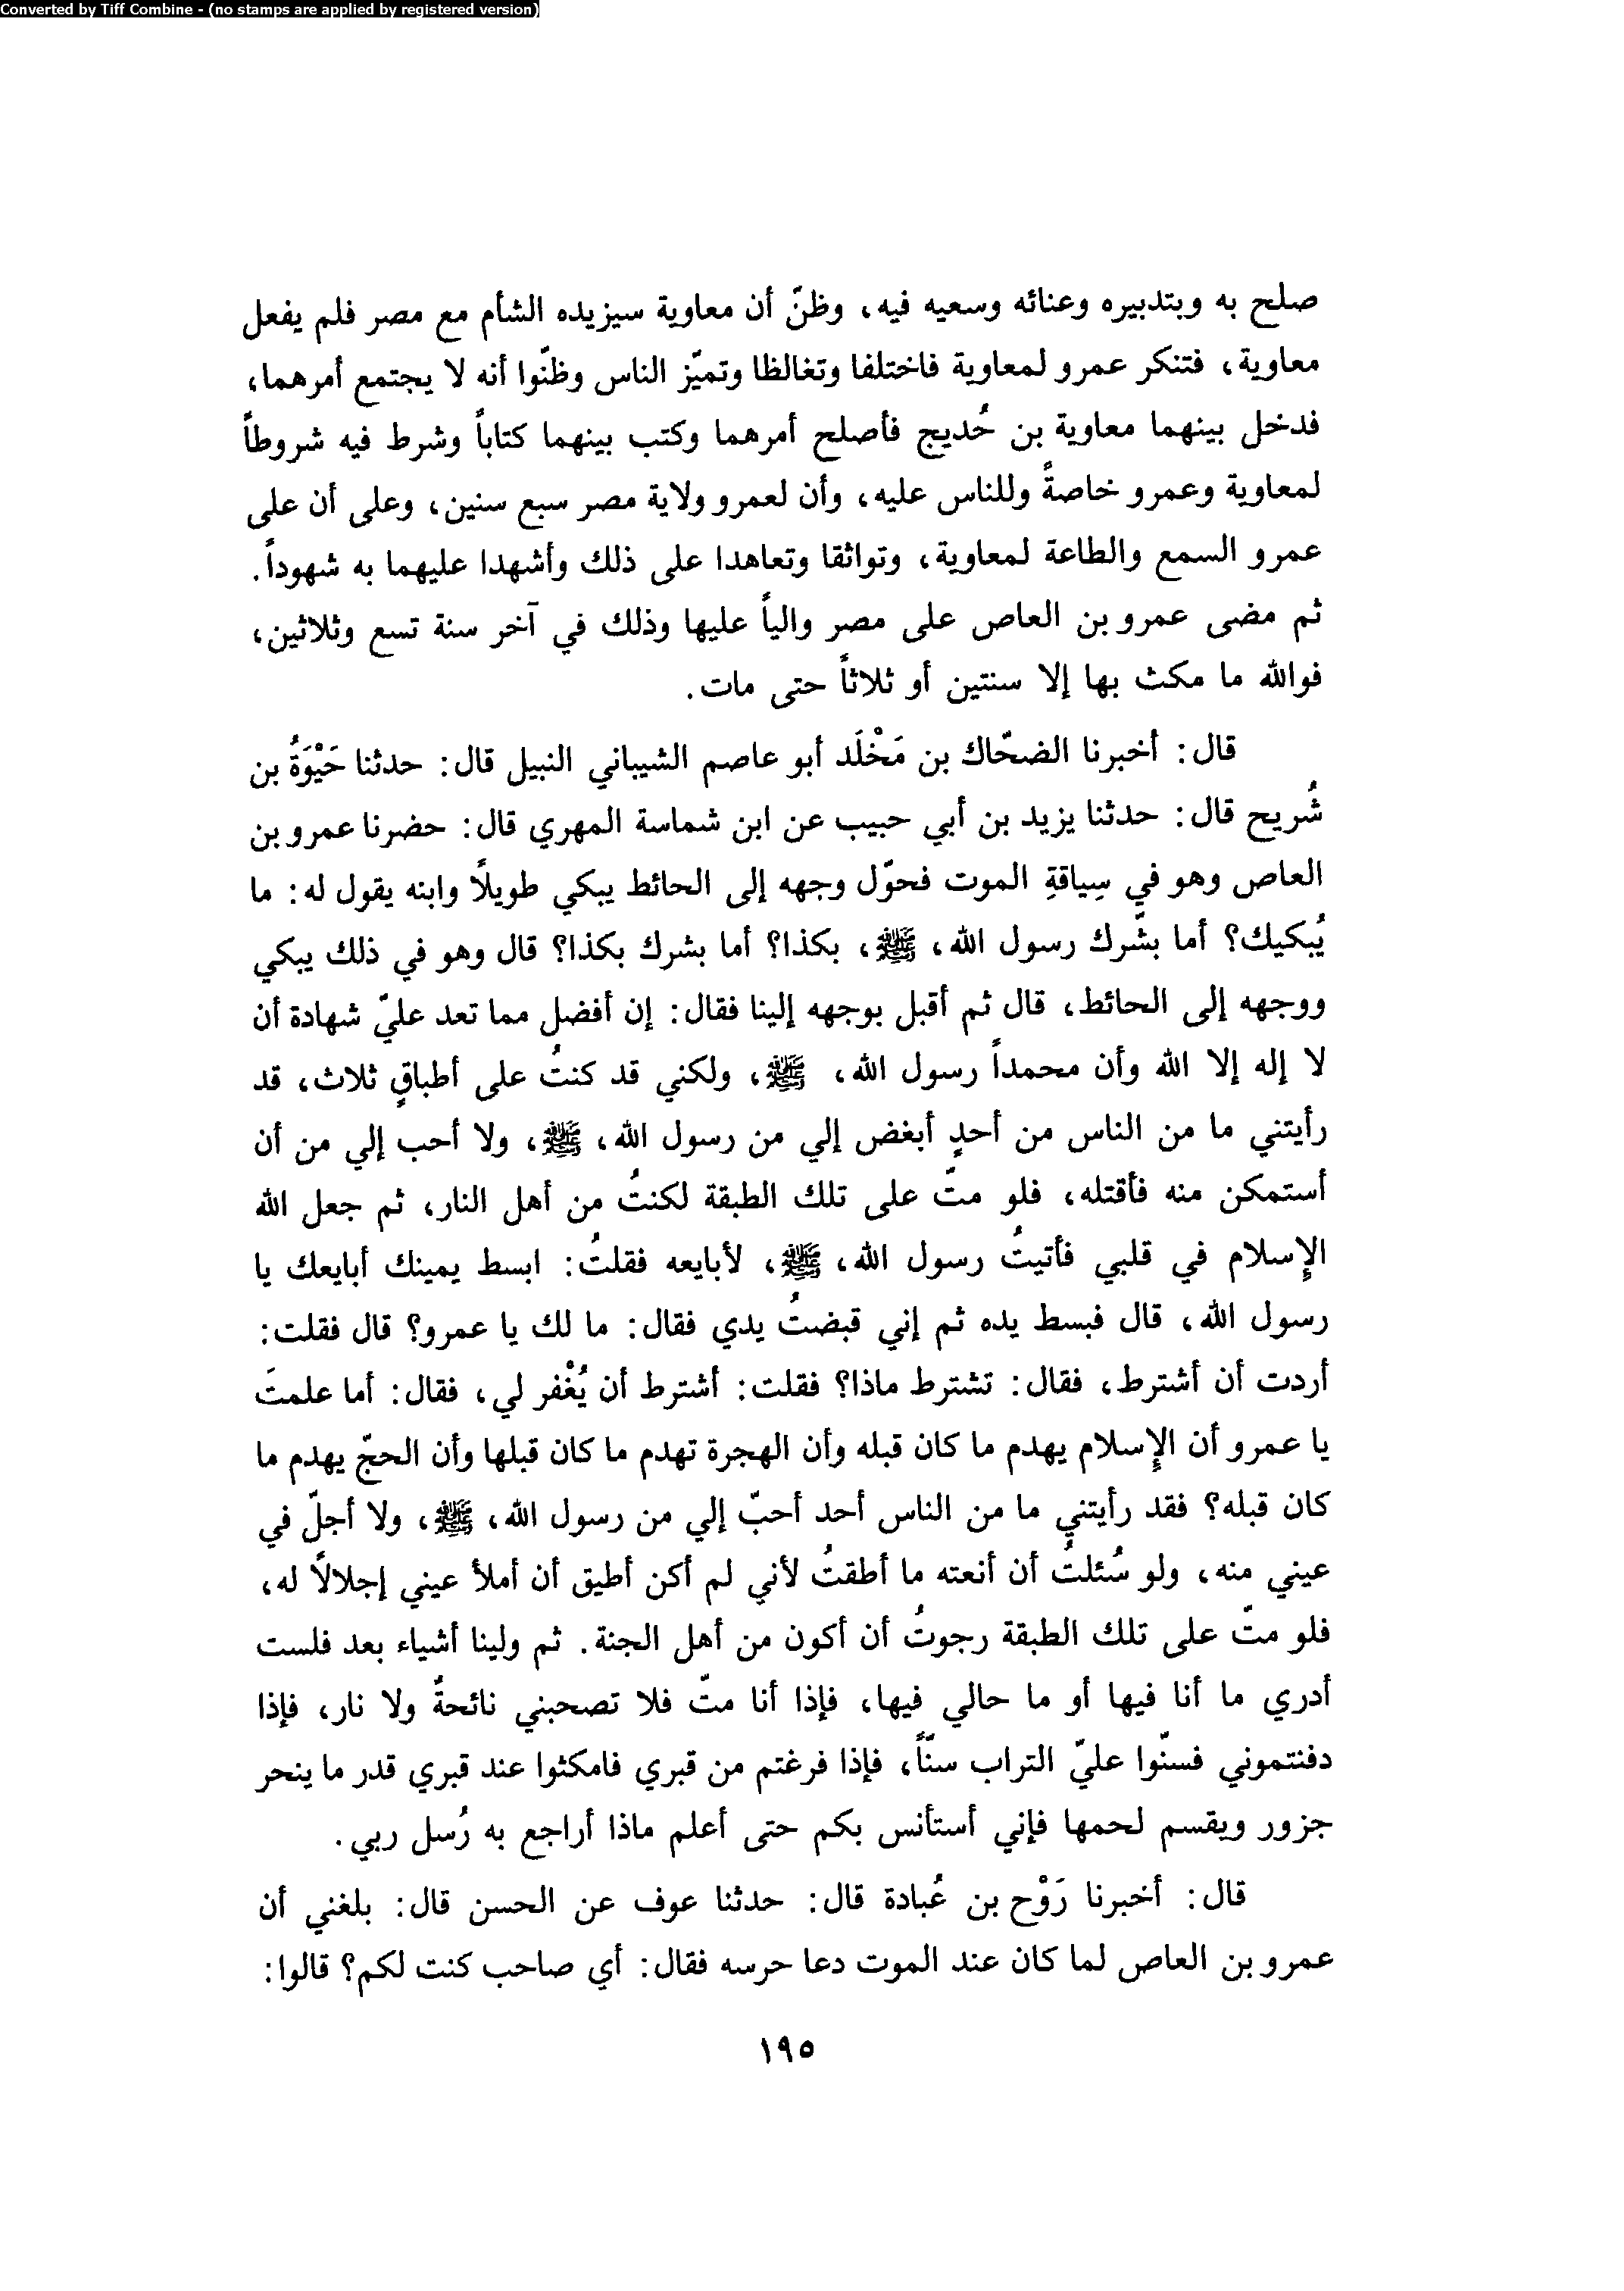 Converted by Tiff Combine - (no stamps are applied by registered version)
صلح به وبتدبيره وعنائه وسعيه فيه، وظنّ أن معاوية سيزيده الشأم مع مصر فلم يفعل
معاوية، فتنكر عمرو لمعاوية فاختلفا وتغالظا وتميّز الناس وظنّوا أنه لا يجتمع أمرهما،
فدخل بينهما معاوية بن حُديج فأصلح أمرهما وكتب بينهما كتاباً وشرط فيه شروطاً
لمعاوية وعمرو خاصةً وللناس عليه، وأن لعمرو ولاية مصر سبع سنين، وعلى أن على
عمرو السمع والطاعة لمعاوية، وتواثقا وتعاهدا على ذلك وأشهدا عليهما به شهوداً.
ثم مضى عمرو بن العاص على مصر والياً عليها وذلك في آخر سنة تسع وثلاثين،
فوالله ما مكث بها إلا سنتين أو ثلاثاً حتى مات.
قال: أخبرنا الضحّاك بن مَخْلَد أبو عاصم الشيباني النبيل قال: حدثنا حَيْوَةُ بن
شُريح قال: حدثنا يزيد بن أبي حبيب عن ابن شماسة المهري قال: حضرنا عمرو بن
العاص وهو في سِياقةِ الموت فحوّل وجهه إلى الحائط يبكي طويلاً وابنه يقول له: ما
يُبكيك؟ أما بشّرك رسول الله، ﷺ، بكذا؟ أما بشرك بكذا؟ قال وهو في ذلك يبكي
ووجهه إلى الحائط، قال ثم أقبل بوجهه إلينا فقال: إن أفضل مما تعد عليّ شهادة أن
لا إله إلا الله وأن محمداً رسول الله، ﷺ، ولكني قد كنتُ على أطباقٍ ثلاث، قد
رأيتني ما من الناس من أحدٍ أبغض إلي من رسول الله، ﷺ، ولا أحب إلي من أن
أستمكن منه فأقتله، فلو متّ على تلك الطبقة لكنتُ من أهل النار، ثم جعل الله
الإسلام في قلبي فأتيتُ رسول الله، ﷺ، لأبايعه فقلتُ: ابسط يمينك أبايعك يا
رسول الله، قال فبسط يده ثم إني قبضتُ يدي فقال: ما لك يا عمرو؟ قال فقلت:
أردت أن أشترط، فقال: تشترط ماذا؟ فقلت: أشترط أن يُغْفر لي، فقال: أما علمتَ
يا عمرو أن الإسلام يهدم ما كان قبله وأن الهجرة تهدم ما كان قبلها وأن الحجّ يهدم ما
كان قبله؟ فقد رأيتني ما من الناس أحد أحبّ إلي من رسول الله، ﷺ، ولا أجلّ في
عيني منه، ولو سُئلتُ أن أنعته ما أطقتُ لأني لم أكن أطيق أن أملأ عيني إجلالاً له،
فلو متّ على تلك الطبقة رجوتُ أن أكون من أهل الجنة. ثم ولينا أشياء بعد فلست
أدري ما أنا فيها أو ما حالي فيها، فإذا أنا متّ فلا تصحبني نائحةٌ ولا نار، فإذا
دفنتموني فسنّوا عليّ التراب سنّاً، فإذا فرغتم من قبري فامكثوا عند قبري قدر ما ينحر
جزور ويقسم لحمها فإني أستأنس بكم حتى أعلم ماذا أراجع به رُسل ربي.
قال: أخبرنا رَوْح بن عُبادة قال: حدثنا عوف عن الحسن قال: بلغني أن
عمرو بن العاص لما كان عند الموت دعا حرسه فقال: أي صاحب كنت لكم؟ قالوا:
١٩٥